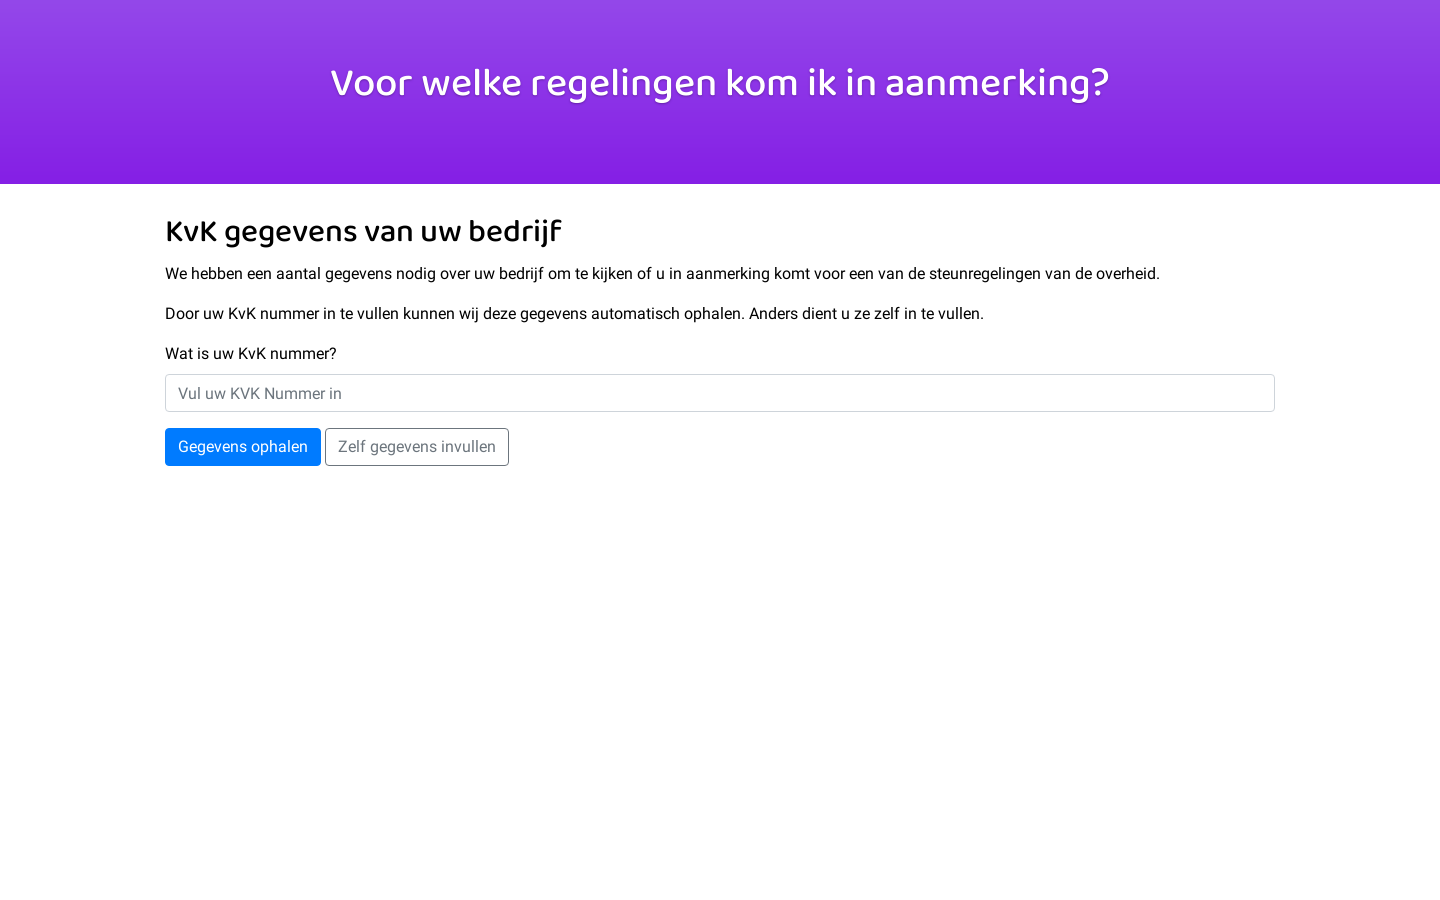 Voor welke regelingen kom ik in aanmerking?
KvK gegevens van uw bedrijf
We hebben een aantal gegevens nodig over uw bedrijf om te kijken of u in aanmerking komt voor een van de steunregelingen van de overheid.
Door uw KvK nummer in te vullen kunnen wij deze gegevens automatisch ophalen. Anders dient u ze zelf in te vullen.
Wat is uw KvK nummer?
Vul uw KVK Nummer in
Gegevens ophalen Zelf gegevens invullen